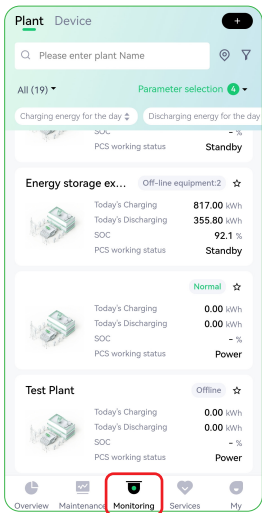 Plant Device +
Please enter plant Name
All (19) Parameter selection 4
Charging energy for the day Discharging energy for the day
SOC - %
PCS working status Standby
Energy storage ex... Off-line equipment:2
Today's Charging 817.00 kWh
Today's Discharging 355.80 kWh
SOC 92.1 %
PCS working status Standby
Normal
Today's Charging 0.00 kWh
Today's Discharging 0.00 kWh
SOC - %
PCS working status Power
Test Plant Offline
Today's Charging 0.00 kWh
Today's Discharging 0.00 kWh
SOC - %
PCS working status Power
Overview Maintenance Monitoring Services My